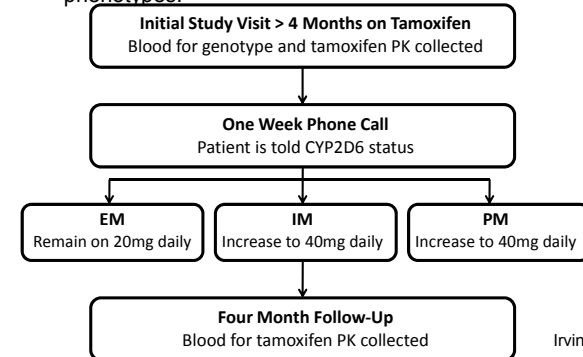 phenotypes.
Initial Study Visit > 4 Months on Tamoxifen
Blood for genotype and tamoxifen PK collected
One Week Phone Call
Patient is told CYP2D6 status
EM
Remain on 20mg daily
IM
Increase to 40mg daily
PM
Increase to 40mg daily
Four Month Follow-Up
Blood for tamoxifen PK collected
Irvin